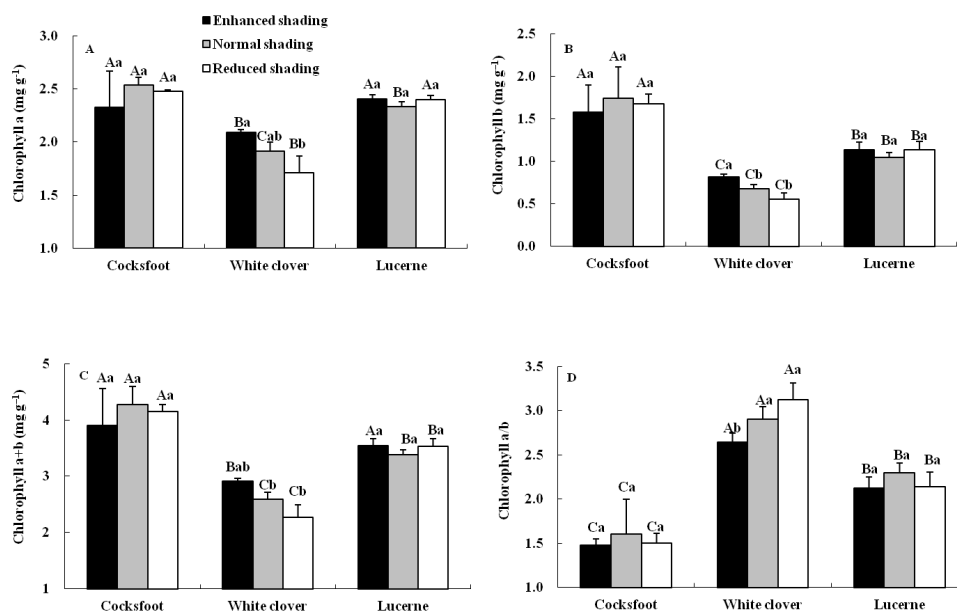 Enhanced shading
Normal shading
Reduced shading
A
Chlorophyll a (mg g⁻¹)
3.0
2.5
2.0
1.5
1.0
Aa Aa Aa
Ba Cab Bb
Aa Ba Aa
Cocksfoot White clover Lucerne
B
Chlorophyll b (mg g⁻¹)
2.5
2.0
1.5
1.0
0.5
0.0
Aa Aa Aa
Ca Cb Cb
Ba Ba Ba
Cocksfoot White clover Lucerne
C
Chlorophyll a+b (mg g⁻¹)
5
4
3
2
1
Aa Aa Aa
Bab Cb Cb
Aa Ba Ba
Cocksfoot White clover Lucerne
D
Chlorophyll a/b
3.5
3.0
2.5
2.0
1.5
1.0
Ca Ca Ca
Ab Aa Aa
Ba Ba Ba
Cocksfoot White clover Lucerne